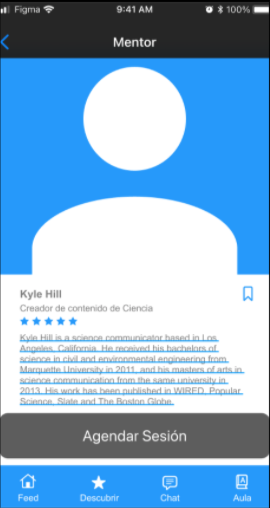 Figma
9:41 AM
100%
Mentor
Kyle Hill
Creador de contenido de Ciencia
Kyle Hill is a science communicator based in Los
Angeles, California. He received his bachelors of
science in civil and environmental engineering from
Marquette University in 2011, and his masters of arts in
science communication from the same university in
2013. His work has been published in WIRED, Popular
Science, Slate and The Boston Globe.
Agendar Sesión
Feed
Descubrir
Chat
Aula